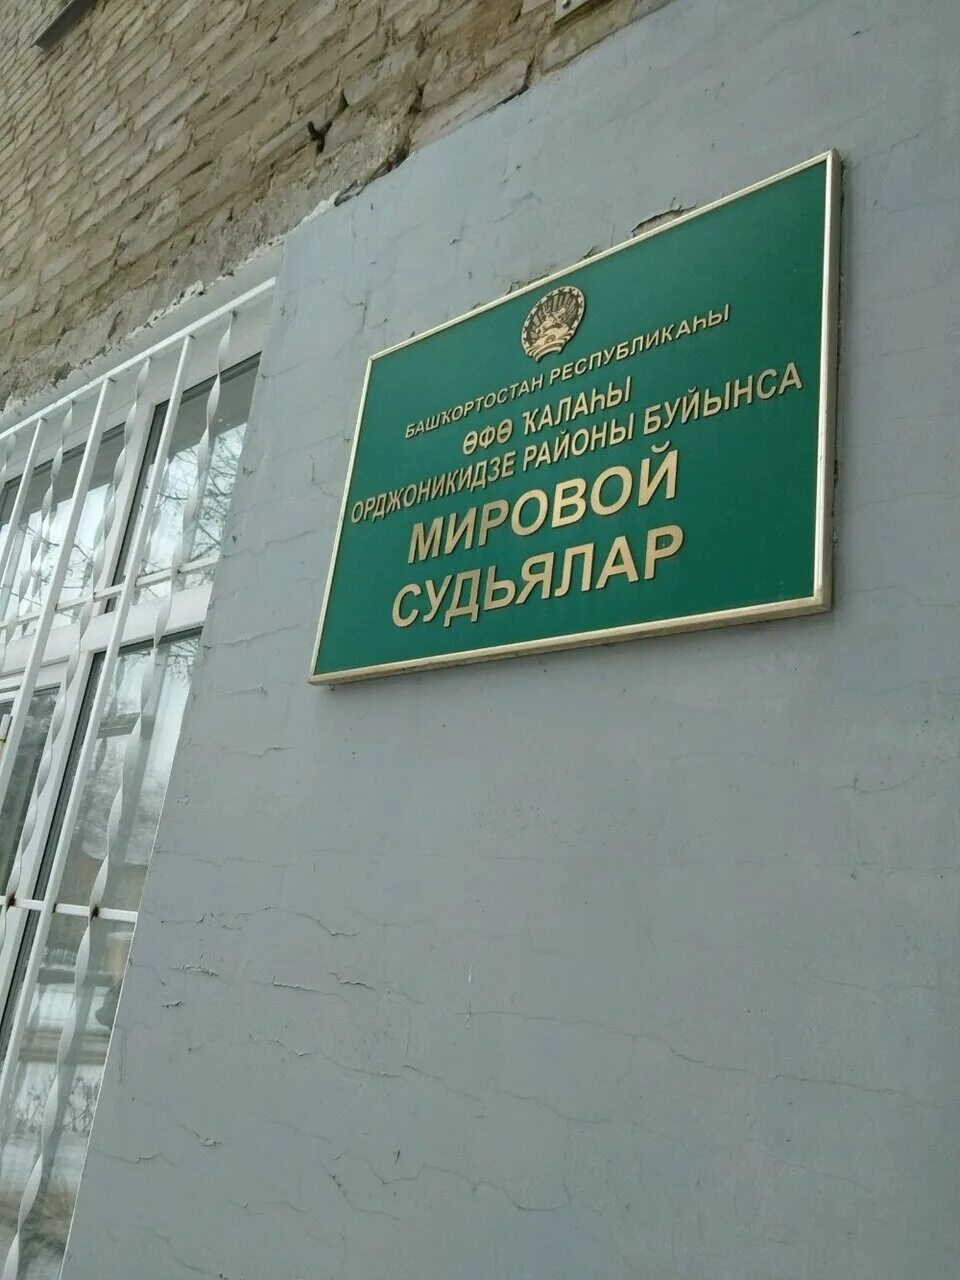 БАШҠОРТОСТАН РЕСПУБЛИКАҺЫ
ӨФӨ ҠАЛАҺЫ
ОРДЖОНИКИДЗЕ РАЙОНЫ БУЙЫНСА
МИРОВОЙ
СУДЬЯЛАР